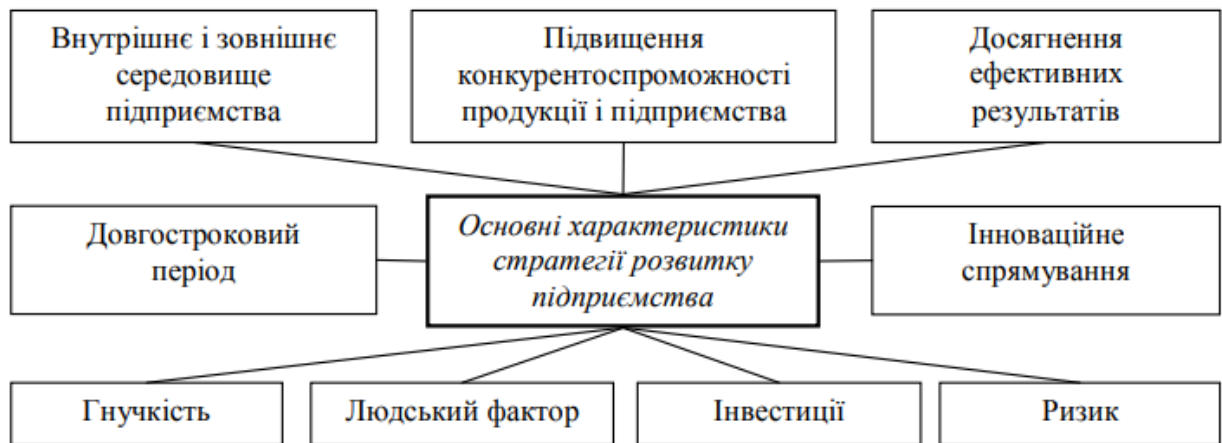 Внутрішнє і зовнішнє
середовище
підприємства
Підвищення
конкурентоспроможності
продукції і підприємства
Досягнення
ефективних
результатів
Довгостроковий
період
Основні характеристики
стратегії розвитку
підприємства
Інноваційне
спрямування
Гнучкість
Людський фактор
Інвестиції
Ризик